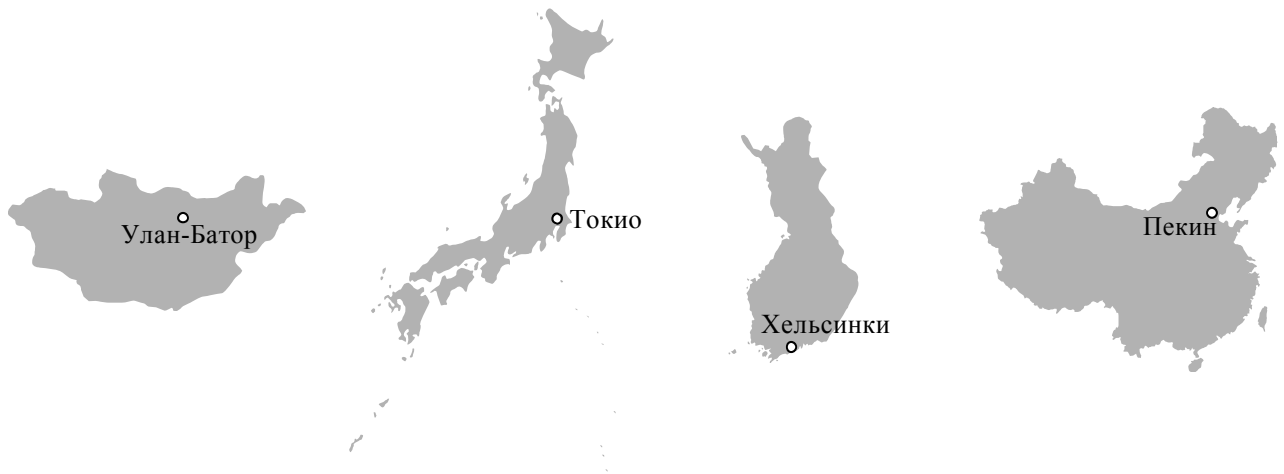 Улан-Батор
Токио
Хельсинки
Пекин